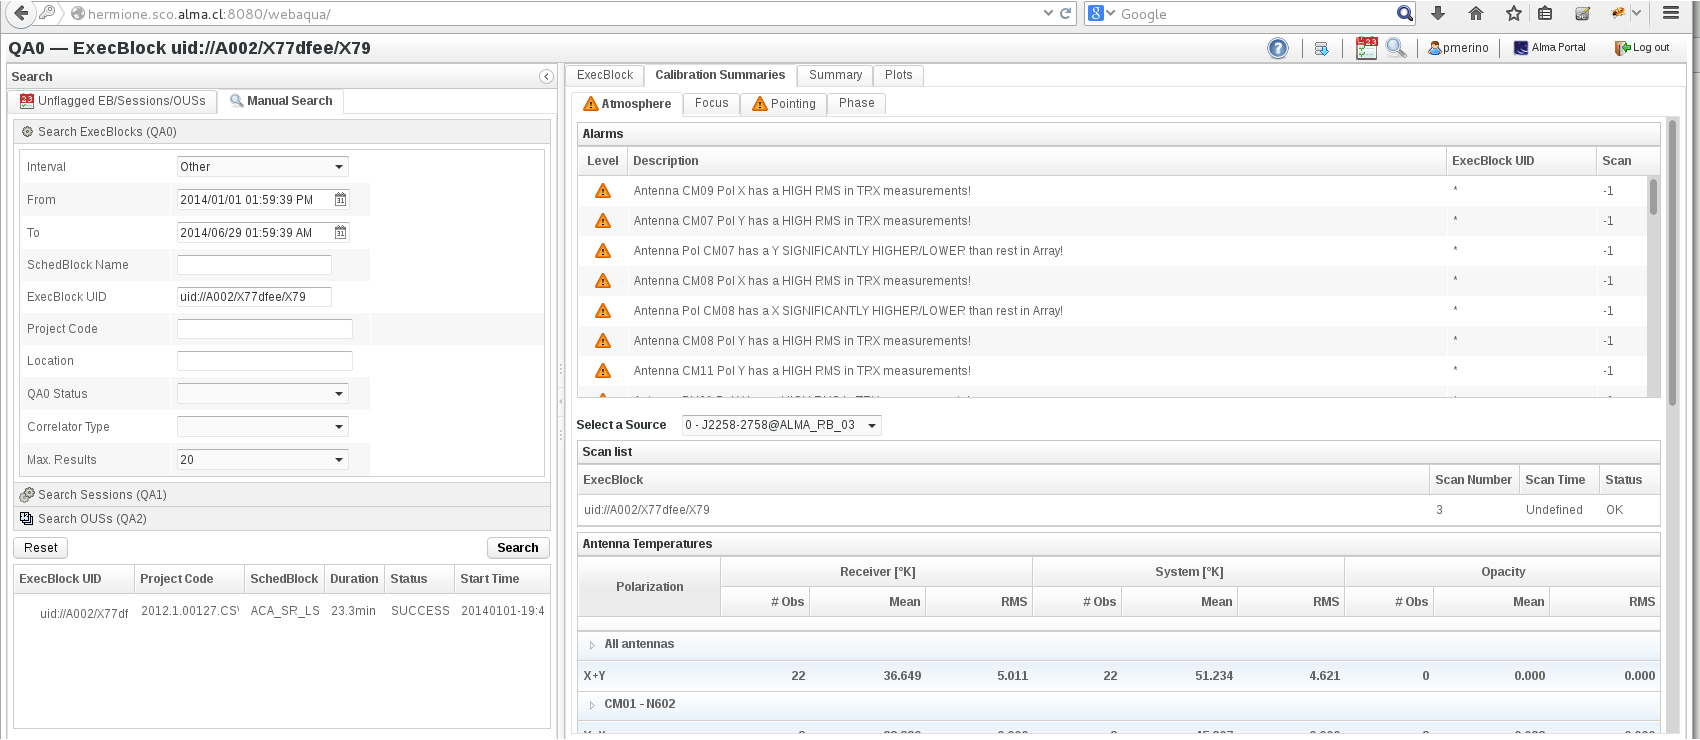 hermione.sco.alma.cl:8080/webaqua/
Google
QA0 — ExecBlock uid://A002/X77dfee/X79
pmerino
Alma Portal
Log out
Search
Unflagged EB/Sessions/OUSs
Manual Search
Search ExecBlocks (QA0)
Interval
Other
From
2014/01/01 01:59:39 PM
To
2014/06/29 01:59:39 AM
SchedBlock Name
ExecBlock UID
uid://A002/X77dfee/X79
Project Code
Location
QA0 Status
Correlator Type
Max. Results
20
Search Sessions (QA1)
Search OUSs (QA2)
Reset
Search
ExecBlock UID Project Code SchedBlock Duration Status Start Time
uid://A002/X77df 2012.1.00127.CSV ACA_SR_LS 23.3min SUCCESS 20140101-19:4
ExecBlock
Calibration Summaries
Summary
Plots
Atmosphere
Focus
Pointing
Phase
Alarms
Level Description ExecBlock UID Scan
Antenna CM09 Pol X has a HIGH RMS in TRX measurements! * -1
Antenna CM07 Pol Y has a HIGH RMS in TRX measurements! * -1
Antenna Pol CM07 has a Y SIGNIFICANTLY HIGHER/LOWER than rest in Array! * -1
Antenna CM08 Pol X has a HIGH RMS in TRX measurements! * -1
Antenna Pol CM08 has a X SIGNIFICANTLY HIGHER/LOWER than rest in Array! * -1
Antenna CM08 Pol Y has a HIGH RMS in TRX measurements! * -1
Antenna CM11 Pol Y has a HIGH RMS in TRX measurements! * -1
Select a Source
0 - J2258-2758@ALMA_RB_03
Scan list
ExecBlock Scan Number Scan Time Status
uid://A002/X77dfee/X79 3 Undefined OK
Antenna Temperatures
Polarization Receiver [°K] System [°K] Opacity
# Obs Mean RMS # Obs Mean RMS # Obs Mean RMS
All antennas
X+Y 22 36.649 5.011 22 51.234 4.621 0 0.000 0.000
CM01 - N602